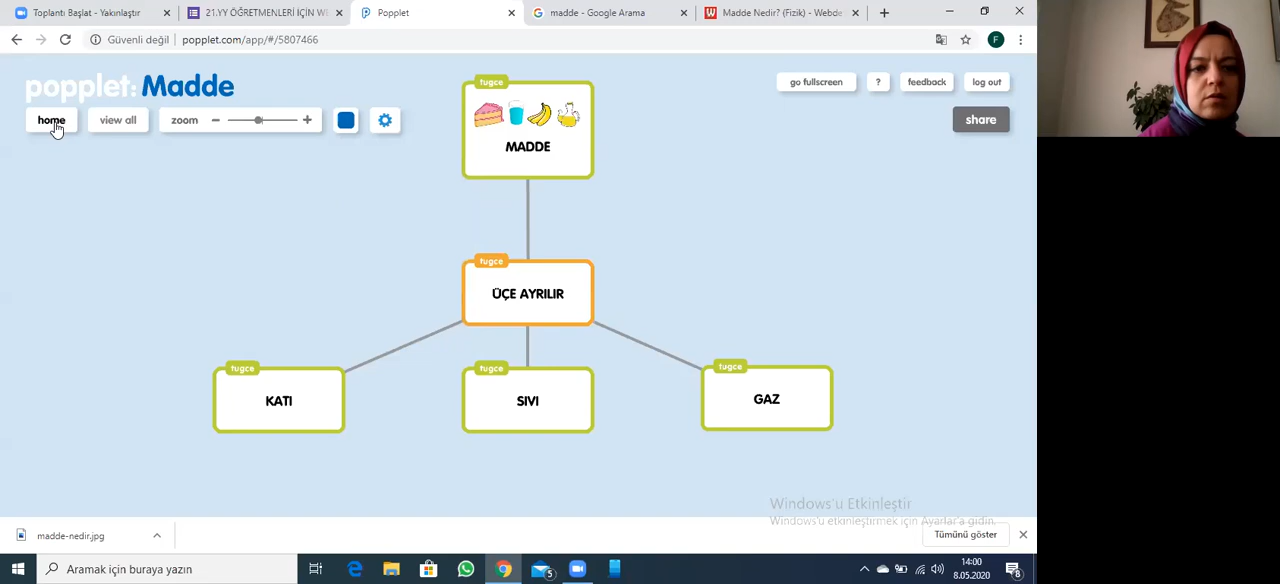 Toplantı Başlat - Yakınlaştır
21.YY ÖĞRETMENLERİ İÇİN W
Popplet
madde - Google Arama
Madde Nedir? (Fizik) - Webde
Güvenli değil
popplet.com/app/#/5807466
F
popplet: Madde
go fullscreen
?
feedback
log out
home
view all
zoom
share
tugce
MADDE
tugce
ÜÇE AYRILIR
tugce
KATI
tugce
SIVI
tugce
GAZ
Windows'u Etkinleştir
Windows'u etkinleştirmek için Ayarlar'a gidin.
madde-nedir.jpg
Tümünü göster
Aramak için buraya yazın
5
14:00
8.05.2020
8